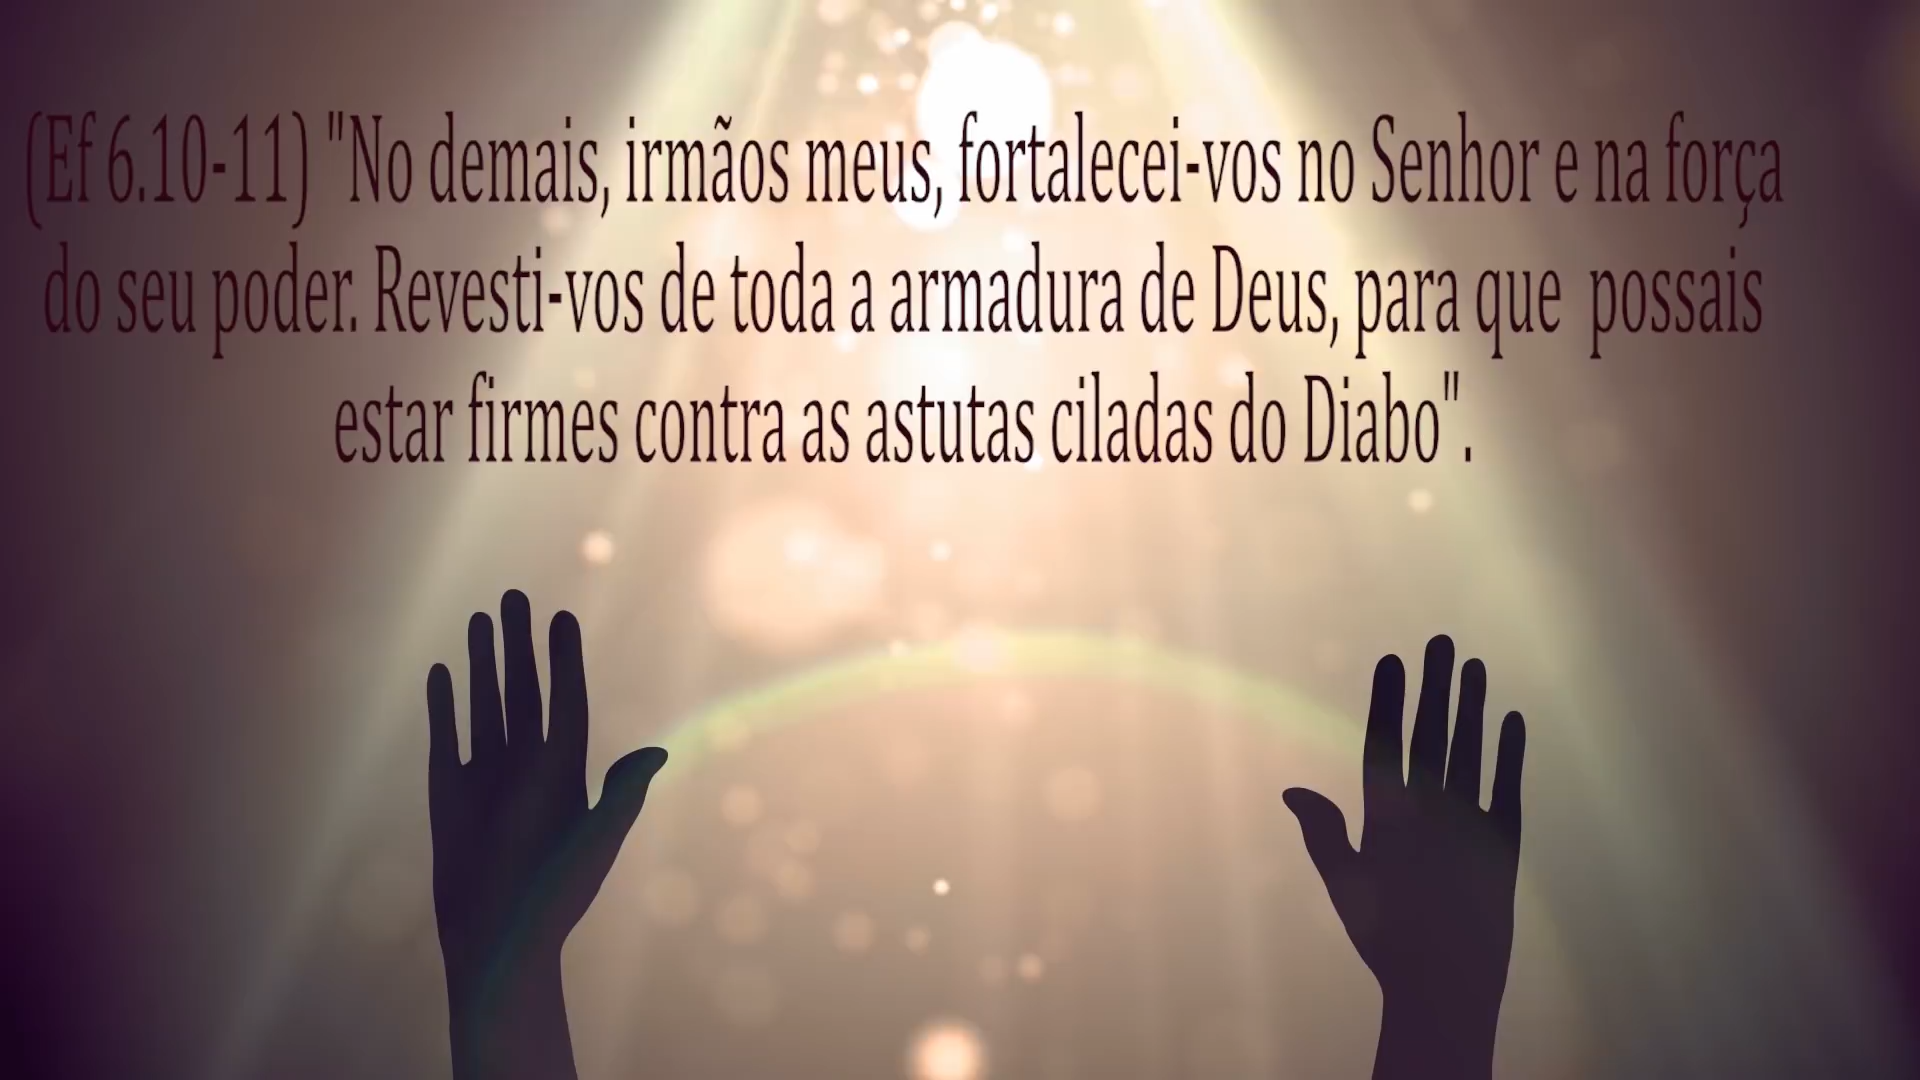 (Ef 6.10-11) "No demais, irmãos meus, fortalecei-vos no Senhor e na força
do seu poder. Revesti-vos de toda a armadura de Deus, para que  possais
estar firmes contra as astutas ciladas do Diabo".